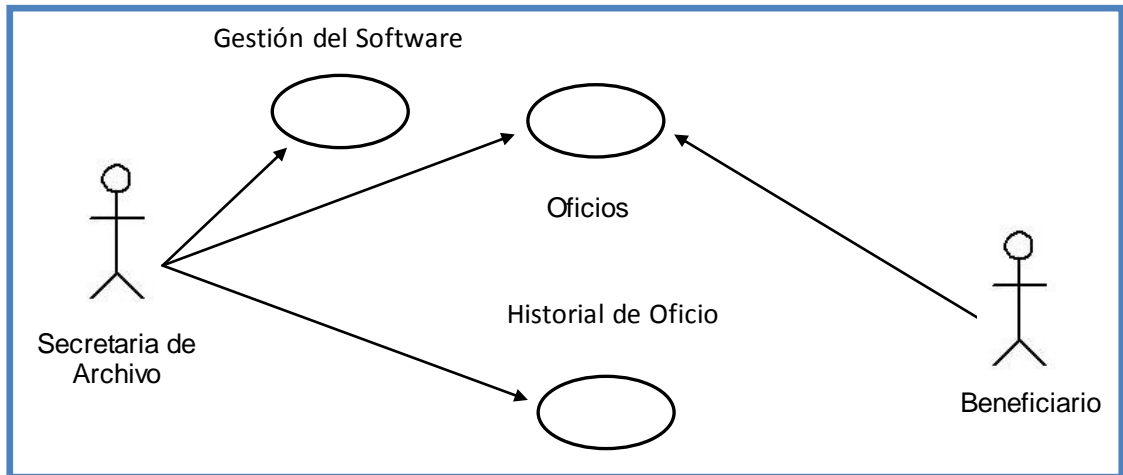 Gestión del Software
Oficios
Historial de Oficio
Secretaria de
Archivo
Beneficiario